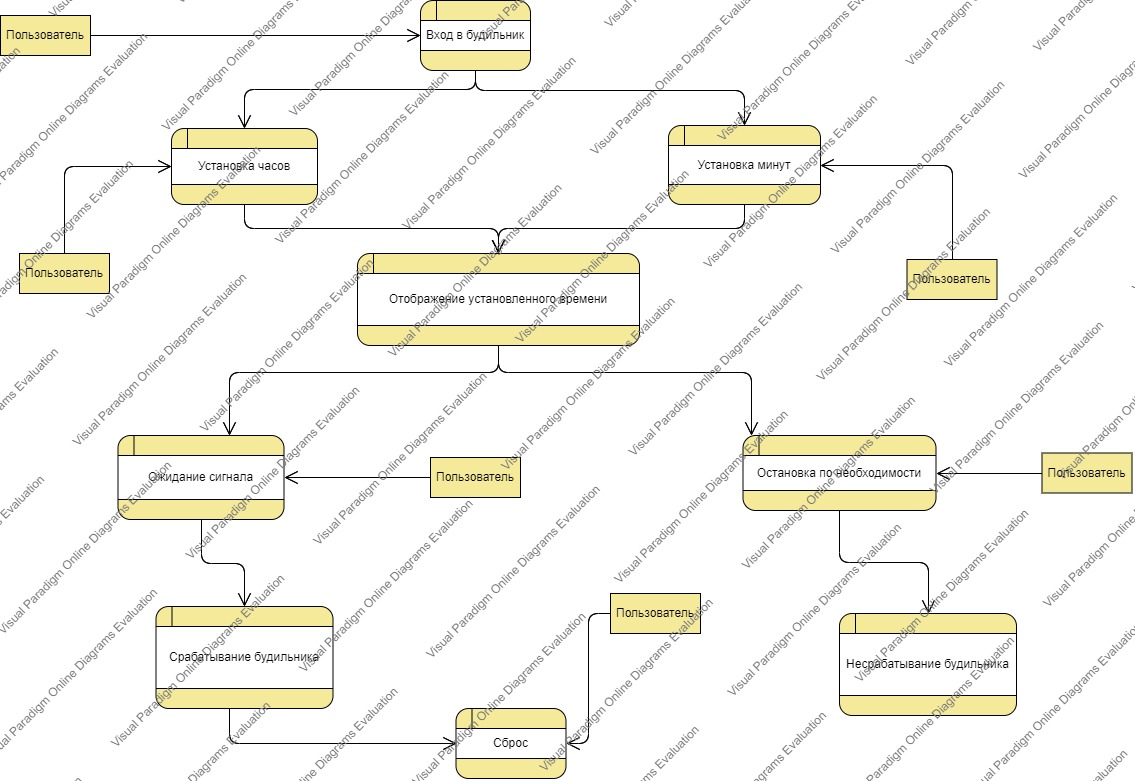 Пользователь
Вход в будильник
Установка часов
Установка минут
Пользователь
Пользователь
Отображение установленного времени
Ожидание сигнала
Пользователь
Остановка по необходимости
Пользователь
Пользователь
Срабатывание будильника
Несрабатывание будильника
Сброс
Visual Paradigm Online Diagrams Evaluation